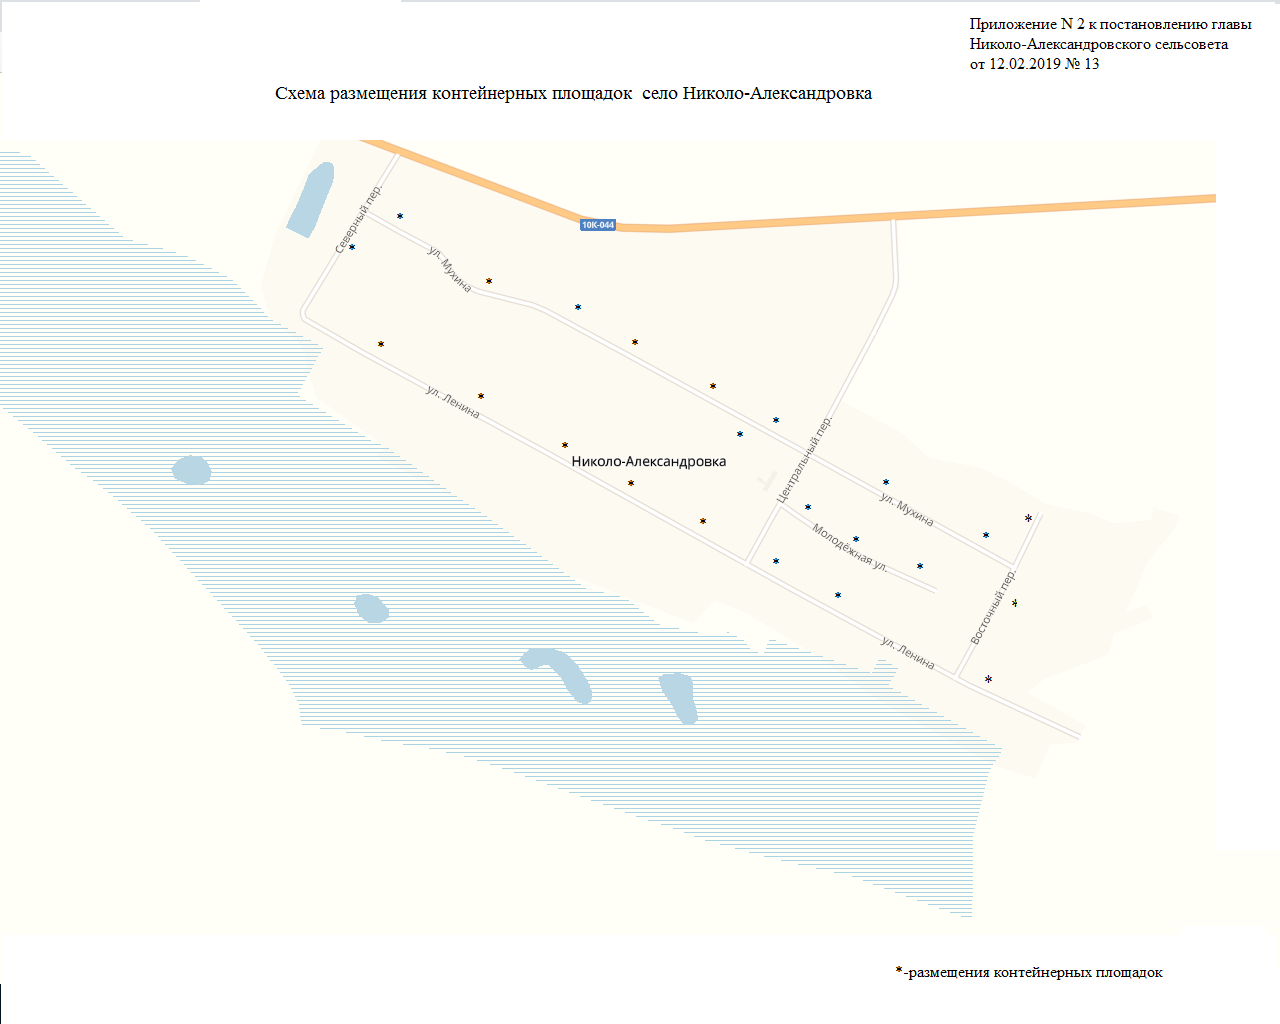 Приложение N 2 к постановлению главы
Николо-Александровского сельсовета
от 12.02.2019 № 13
Схема размещения контейнерных площадок село Николо-Александровка
Северный пер.
10К-044
ул. Мухина
ул. Ленина
Николо-Александровка
Центральный пер.
ул. Мухина
Молодёжная ул.
Восточный пер.
ул. Ленина
*-размещения контейнерных площадок